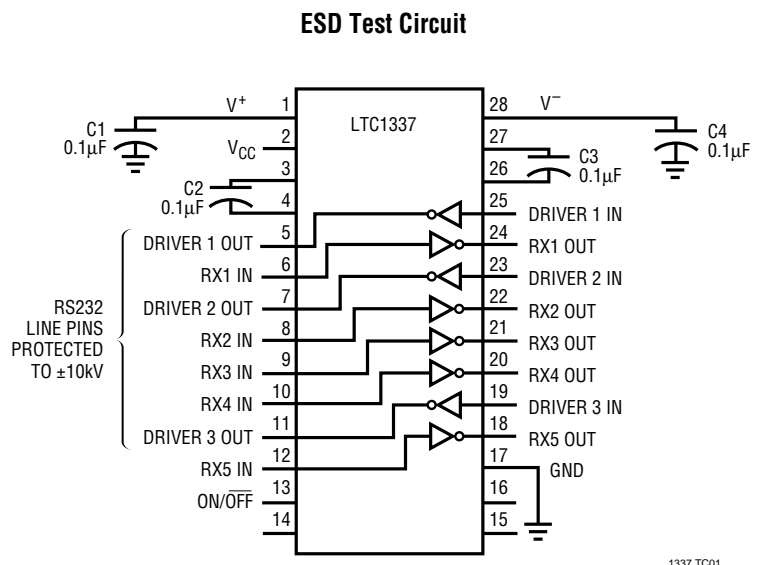 ESD Test Circuit
V+ 1 28 V−
LTC1337
C1
0.1µF
C4
0.1µF
2 27
VCC
3 26
C3
0.1µF
C2
0.1µF
4 25 DRIVER 1 IN
5 24
DRIVER 1 OUT RX1 OUT
6 23
RX1 IN DRIVER 2 IN
7 22
DRIVER 2 OUT RX2 OUT
8 21
RX2 IN RX3 OUT
9 20
RX3 IN RX4 OUT
10 19
RX4 IN DRIVER 3 IN
11 18
DRIVER 3 OUT RX5 OUT
12 17
RX5 IN GND
13 16
ON/O̅F̅F̅
14 15
RS232
LINE PINS
PROTECTED
TO ±10kV
1337 TC01